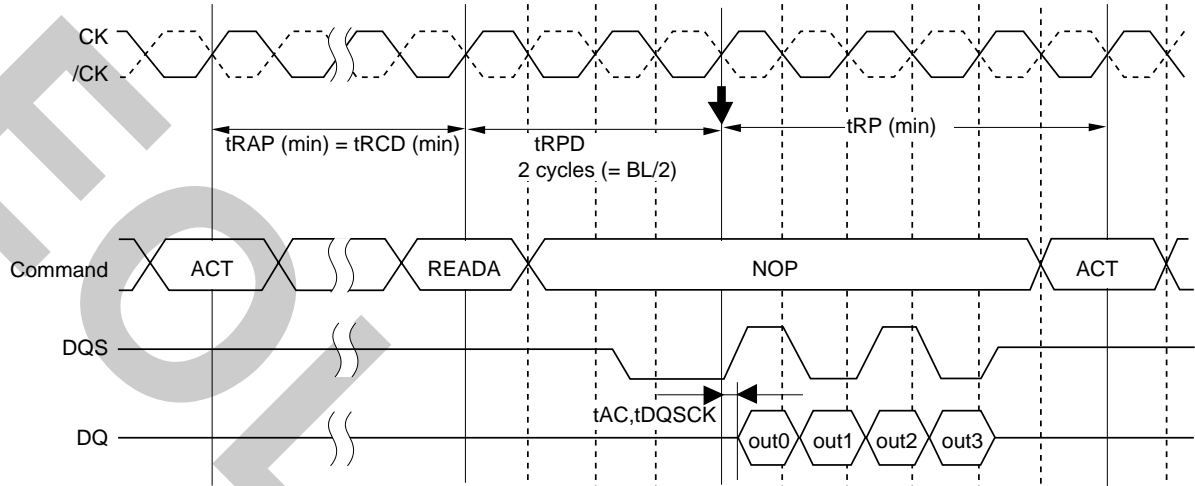 CK
/CK
tRAP (min) = tRCD (min)
tRPD
2 cycles (= BL/2)
tRP (min)
Command
ACT
READA
NOP
ACT
DQS
tAC,tDQSCK
DQ
out0
out1
out2
out3